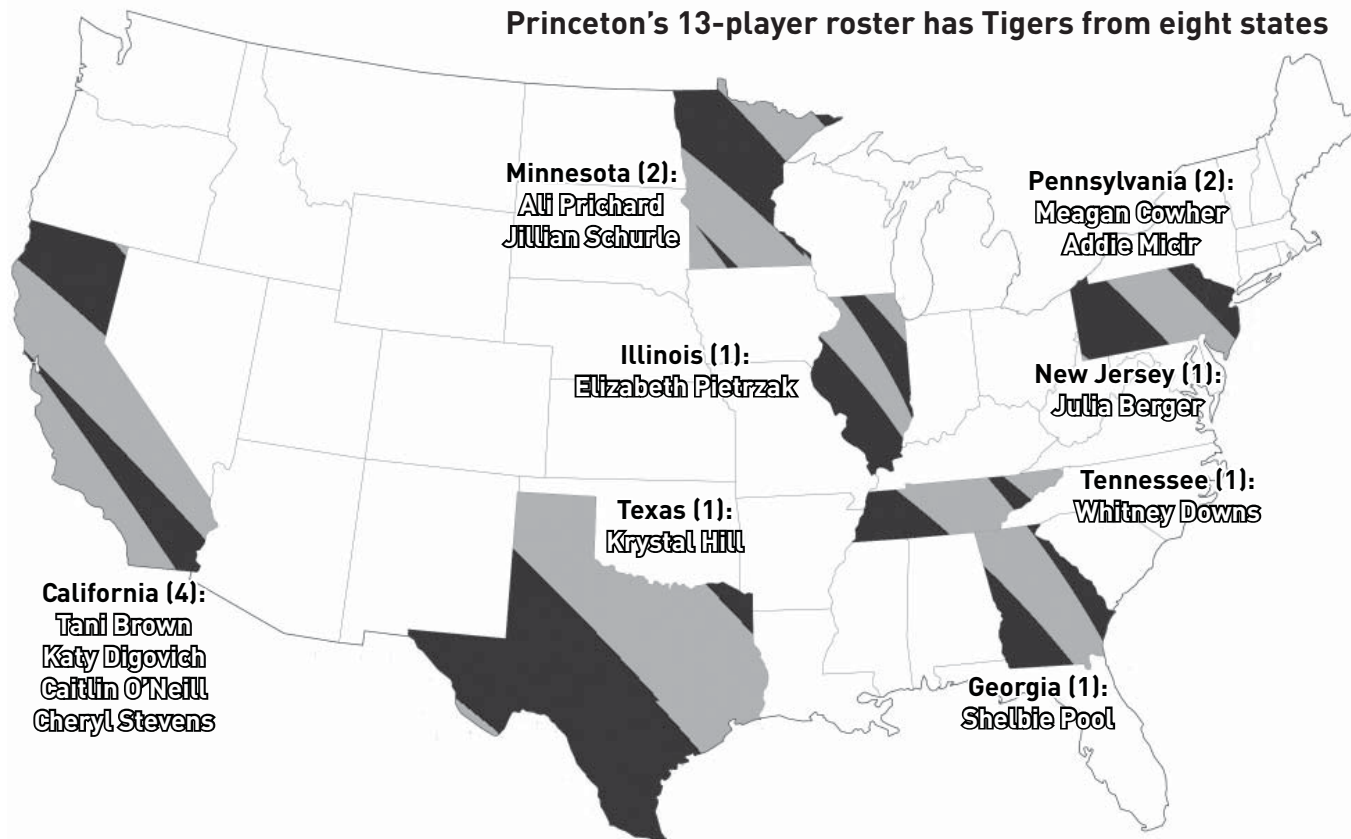 Princeton’s 13-player roster has Tigers from eight states
Minnesota (2):
Ali Prichard
Jillian Schurle
Pennsylvania (2):
Meagan Cowher
Addie Micir
Illinois (1):
Elizabeth Pietrzak
New Jersey (1):
Julia Berger
Texas (1):
Krystal Hill
Tennessee (1):
Whitney Downs
California (4):
Tani Brown
Katy Digovich
Caitlin O’Neill
Cheryl Stevens
Georgia (1):
Shelbie Pool